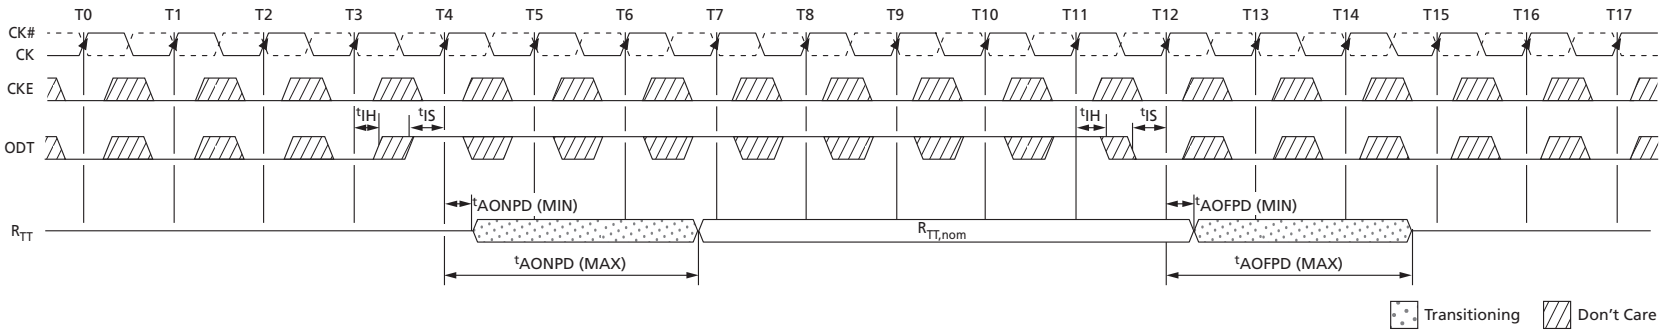 T0 T1 T2 T3 T4 T5 T6 T7 T8 T9 T10 T11 T12 T13 T14 T15 T16 T17
CK#
CK
CKE
tIH tIS tIH tIS
ODT
tAONPD (MIN) tAOFPD (MIN)
RTT RTT,nom
tAONPD (MAX) tAOFPD (MAX)
Transitioning Don't Care